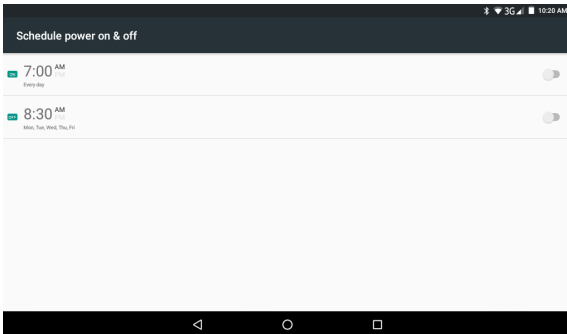 3G 10:20 AM
Schedule power on & off
ON 7:00 AM PM
Every day
OFF 8:30 AM PM
Mon, Tue, Wed, Thu, Fri